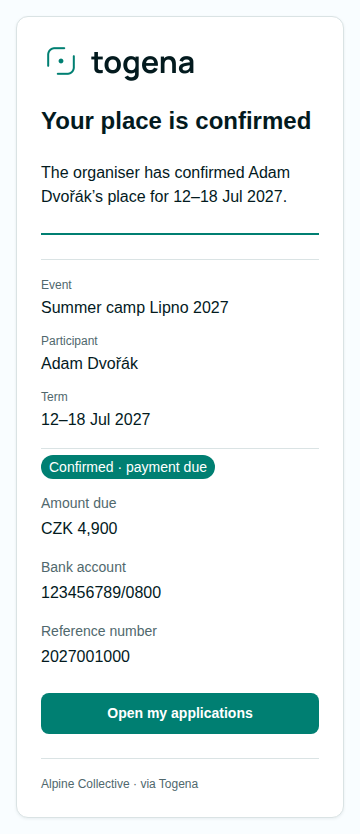 togena
Your place is confirmed
The organiser has confirmed Adam
Dvořák’s place for 12–18 Jul 2027.
Event
Summer camp Lipno 2027
Participant
Adam Dvořák
Term
12–18 Jul 2027
Confirmed · payment due
Amount due
CZK 4,900
Bank account
123456789/0800
Reference number
2027001000
Open my applications
Alpine Collective · via Togena